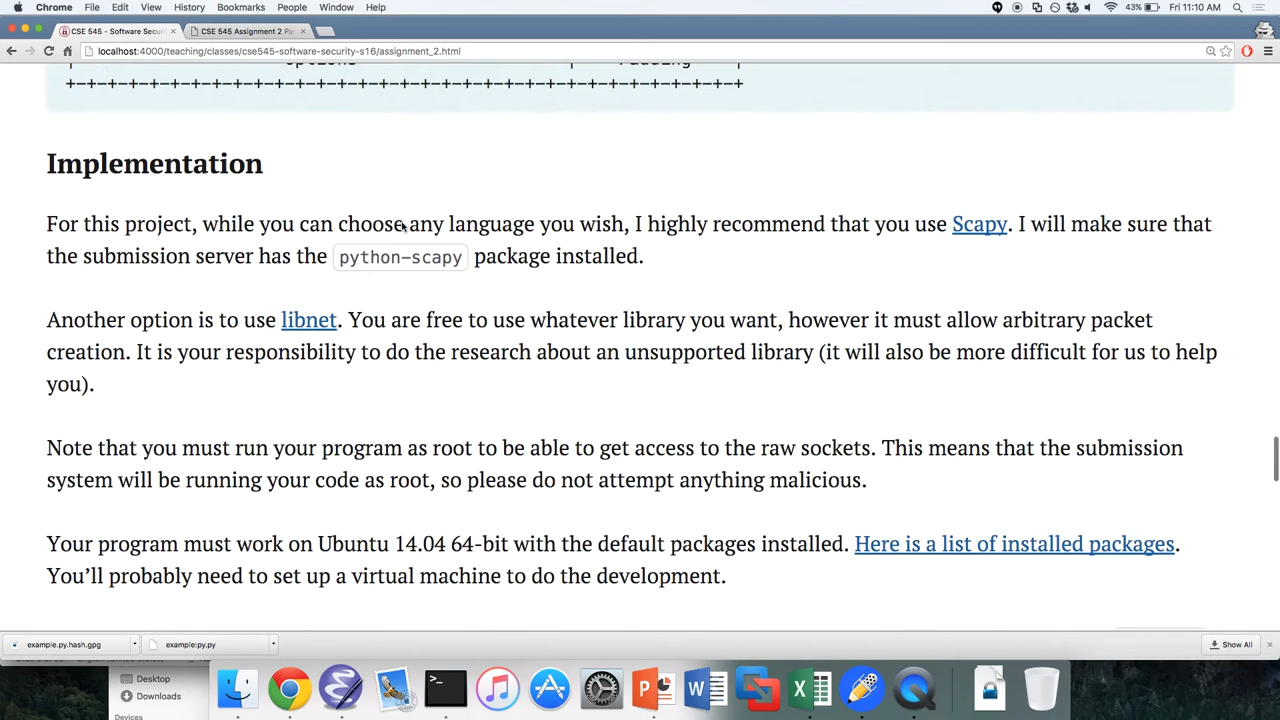 Chrome File Edit View History Bookmarks People Window Help 43% Fri 11:10 AM
CSE 545 - Software Secur CSE 545 Assignment 2 Pa
localhost:4000/teaching/classes/cse545-software-security-s16/assignment_2.html
Options | Padding |
+-+-+-+-+-+-+-+-+-+-+-+-+-+-+-+-+-+-+-+-+-+-+-+-+-+-+-+-+-+-+-+-+
Implementation
For this project, while you can choose any language you wish, I highly recommend that you use Scapy. I will make sure that
the submission server has the python-scapy package installed.
Another option is to use libnet. You are free to use whatever library you want, however it must allow arbitrary packet
creation. It is your responsibility to do the research about an unsupported library (it will also be more difficult for us to help
you).
Note that you must run your program as root to be able to get access to the raw sockets. This means that the submission
system will be running your code as root, so please do not attempt anything malicious.
Your program must work on Ubuntu 14.04 64-bit with the default packages installed. Here is a list of installed packages.
You'll probably need to set up a virtual machine to do the development.
example.py.hash.gpg example:py.py Show All
Desktop
Downloads
Devices